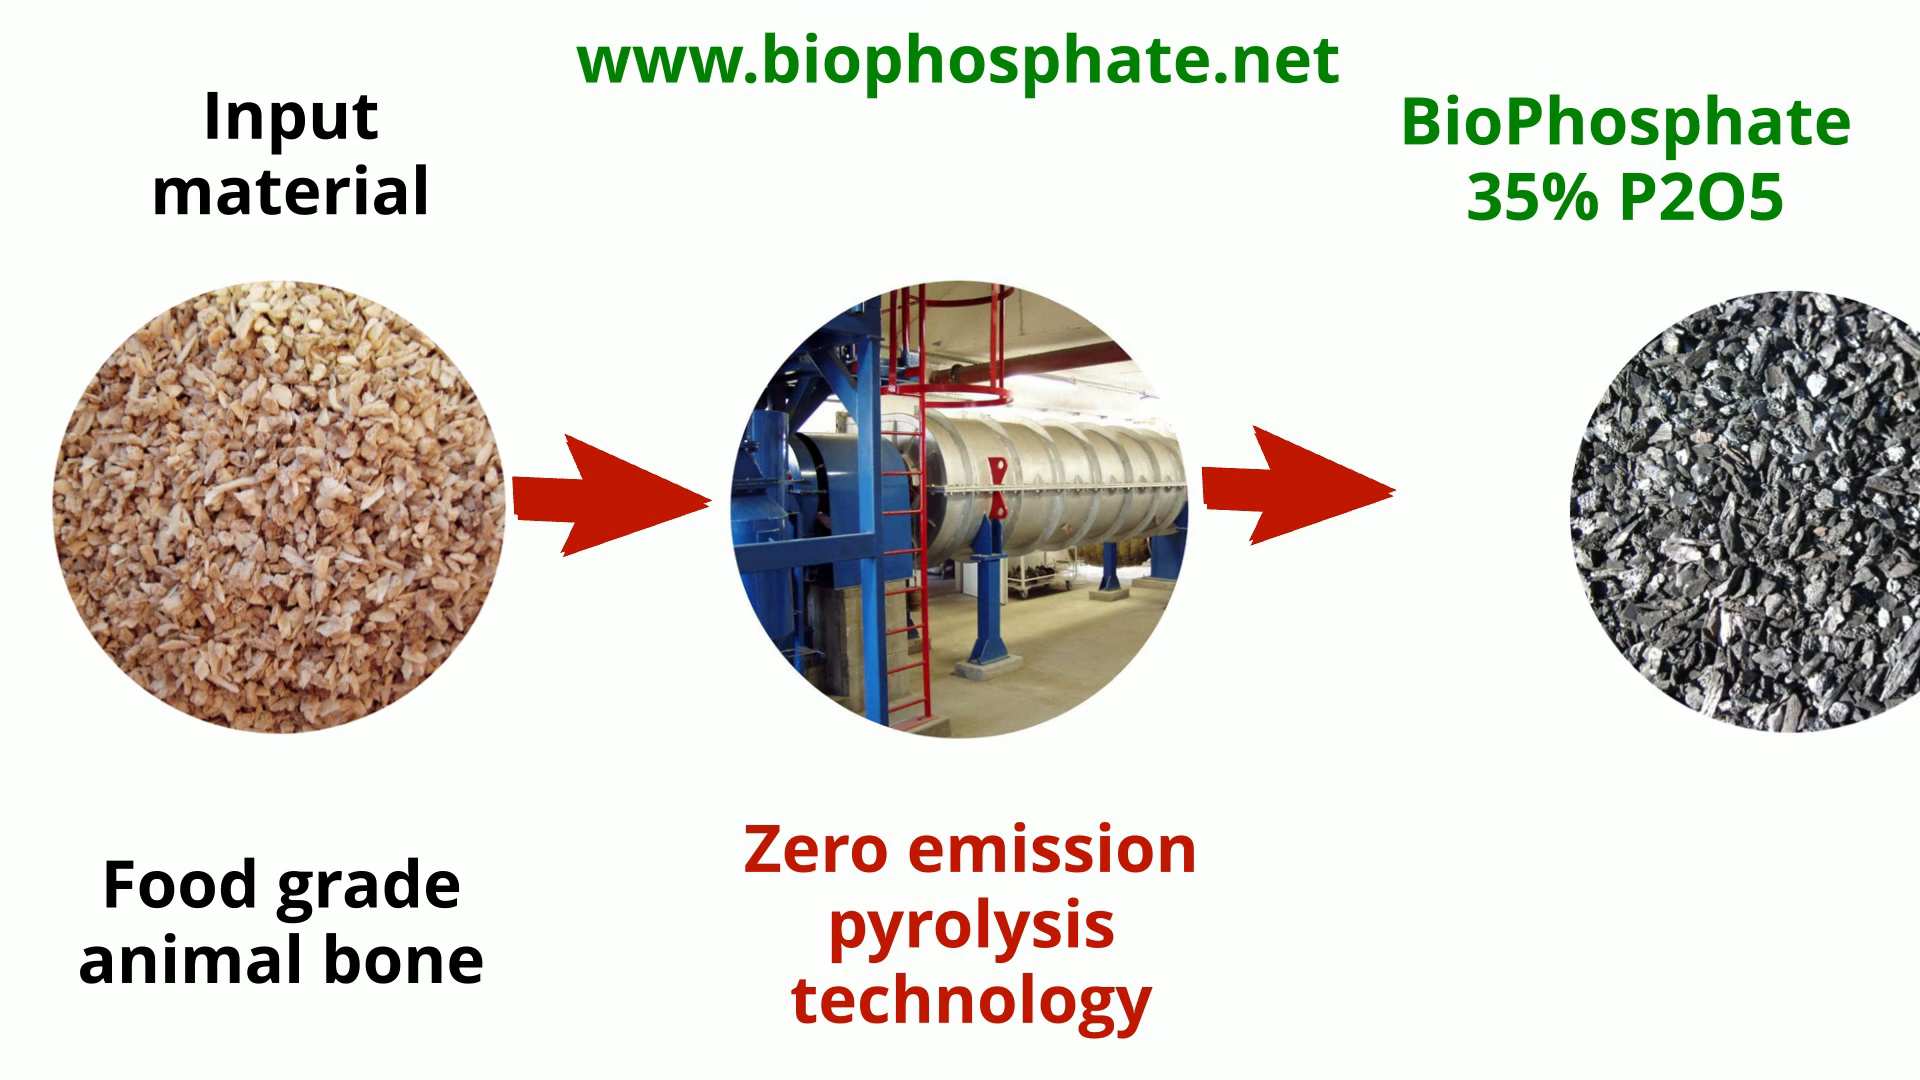 www.biophosphate.net
Input
material
BioPhosphate
35% P2O5
Food grade
animal bone
Zero emission
pyrolysis
technology